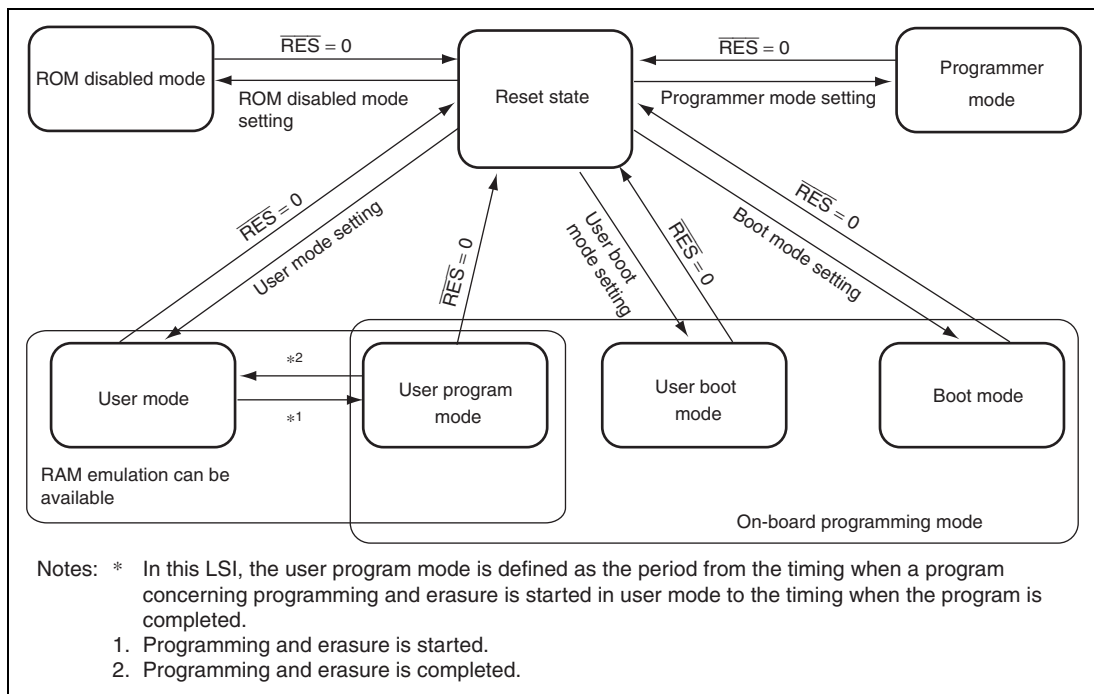 ROM disabled mode
RES = 0
ROM disabled mode
setting
Reset state
RES = 0
Programmer mode setting
Programmer
mode
RES = 0
User mode setting
RES = 0
User boot
mode setting
RES = 0
RES = 0
Boot mode setting
User mode
*2
*1
User program
mode
User boot
mode
Boot mode
RAM emulation can be
available
On-board programming mode
Notes: * In this LSI, the user program mode is defined as the period from the timing when a program
concerning programming and erasure is started in user mode to the timing when the program is
completed.
1. Programming and erasure is started.
2. Programming and erasure is completed.